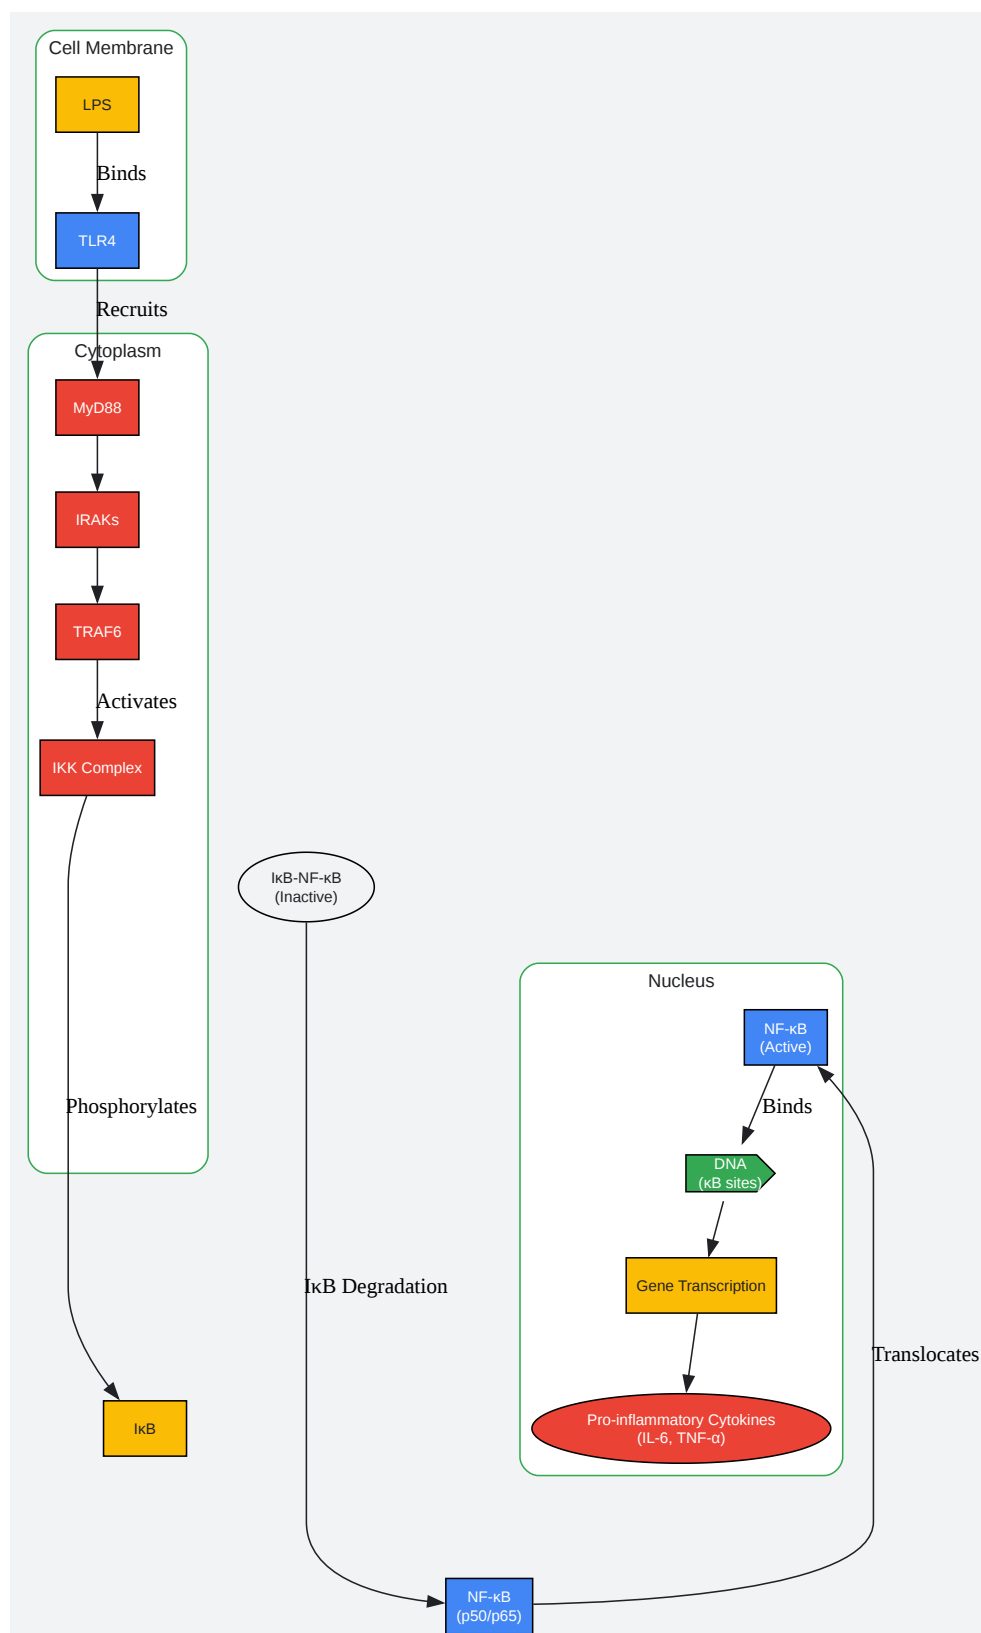 Cell Membrane
LPS
Binds
TLR4
Recruits
Cytoplasm
MyD88
IRAKs
TRAF6
Activates
IKK Complex
IκB-NF-κB
(Inactive)
Nucleus
NF-κB
(Active)
Phosphorylates
Binds
DNA
(κB sites)
IκB Degradation
Gene Transcription
Translocates
Pro-inflammatory Cytokines
(IL-6, TNF-α)
IκB
NF-κB
(p50/p65)